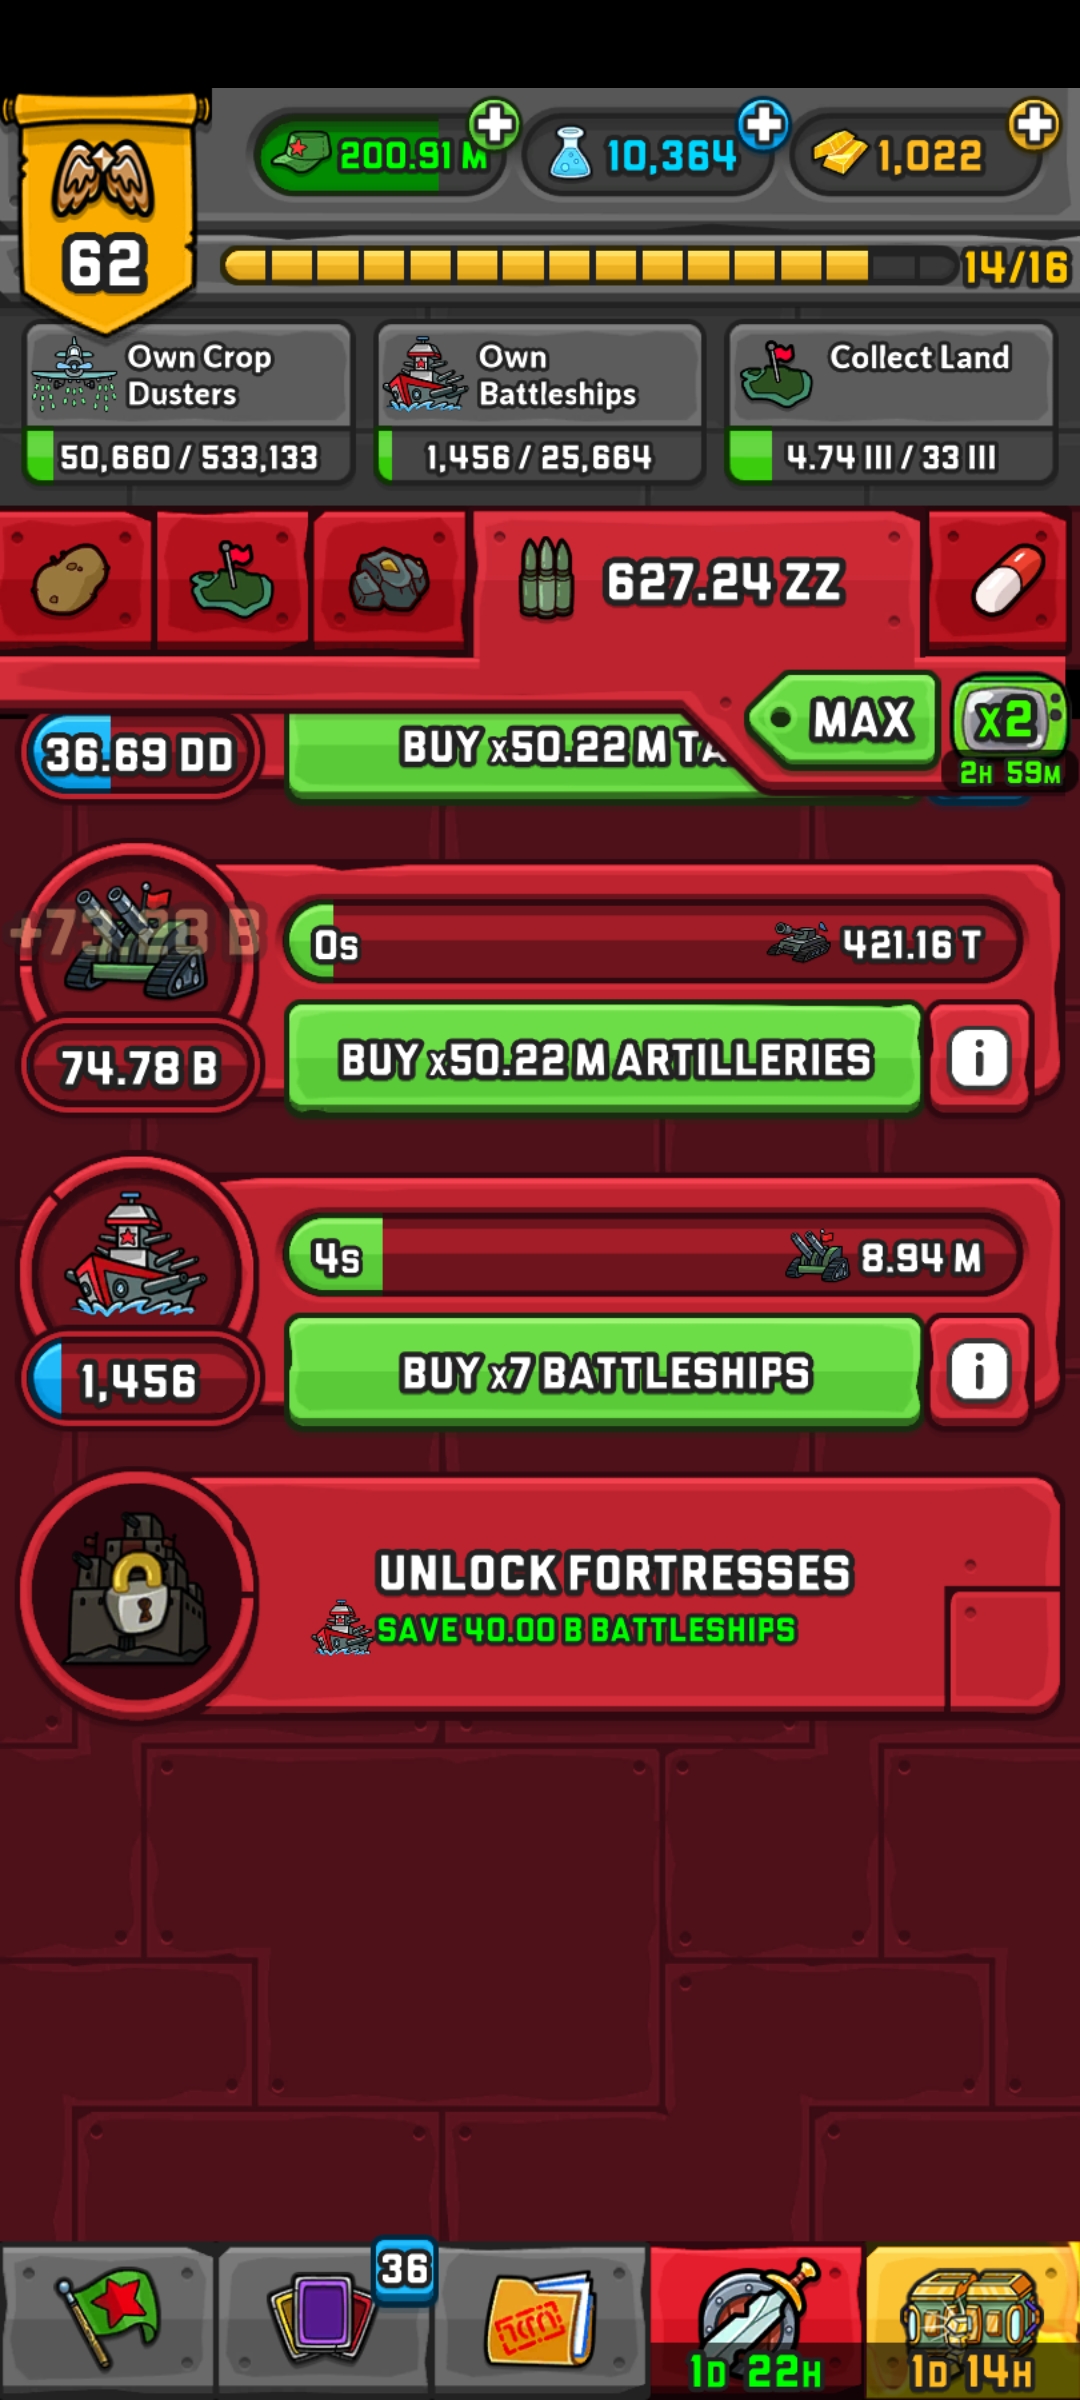 200.91 M
10,364
1,022
62
14/16
Own Crop
Dusters
50,660 / 533,133
Own
Battleships
1,456 / 25,664
Collect Land
4.74 III / 33 III
627.24 ZZ
MAX
x2
2H 59M
36.69 DD
BUY x50.22 M TA
+73.28 B
0s
421.16 T
74.78 B
BUY x50.22 M ARTILLERIES
i
4s
8.94 M
1,456
BUY x7 BATTLESHIPS
i
UNLOCK FORTRESSES
SAVE 40.00 B BATTLESHIPS
36
1D 22H
1D 14H